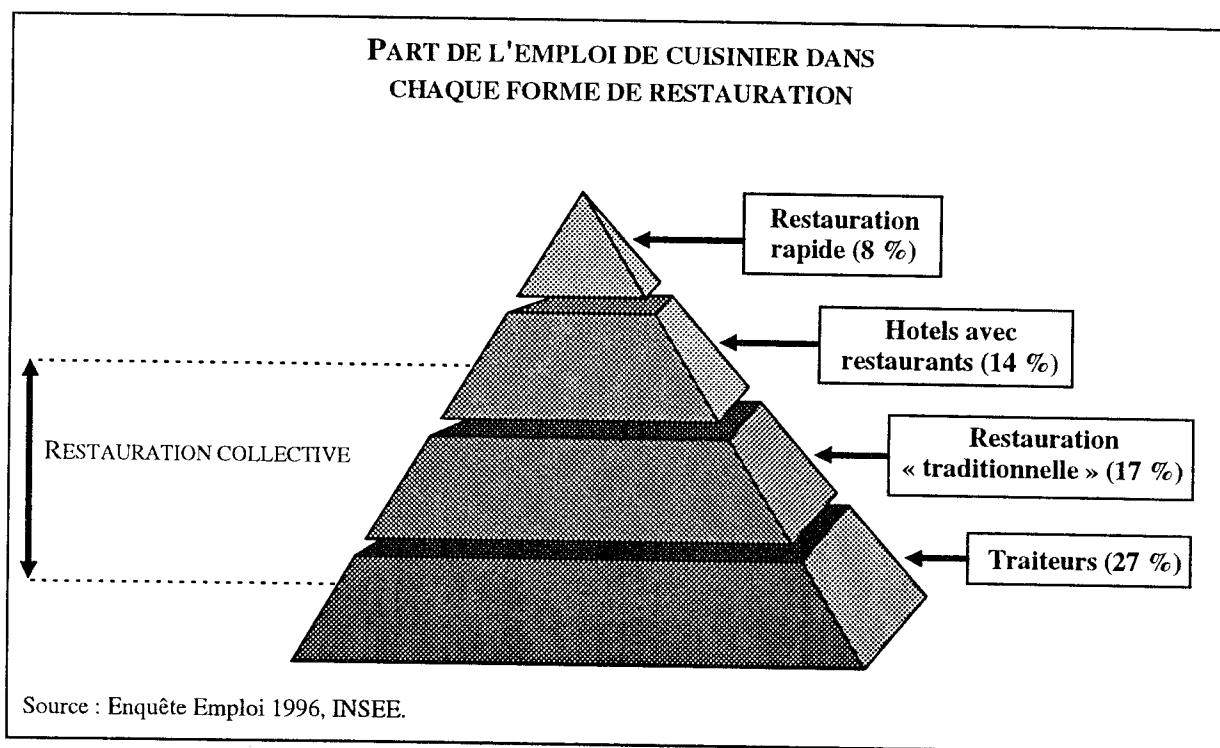 PART DE L'EMPLOI DE CUISINIER DANS
CHAQUE FORME DE RESTAURATION
Restauration
rapide (8 %)
Hotels avec
restaurants (14 %)
RESTAURATION COLLECTIVE
Restauration
« traditionnelle » (17 %)
Traiteurs (27 %)
Source : Enquête Emploi 1996, INSEE.